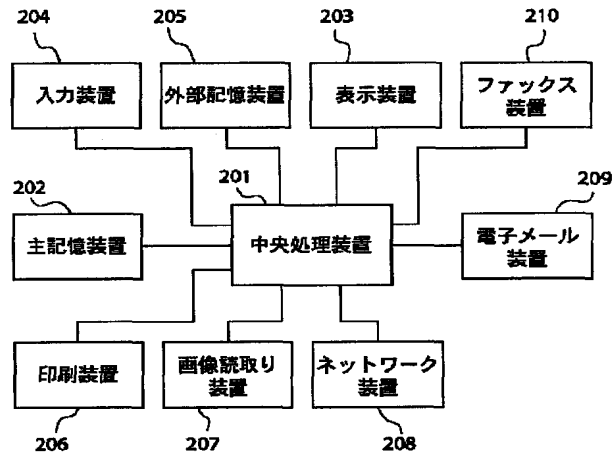 204
205
203
210
入力装置
外部記憶装置
表示装置
ファックス
装置
202
201
209
主記憶装置
中央処理装置
電子メール
装置
印刷装置
画像読取り
装置
ネットワーク
装置
206
207
208